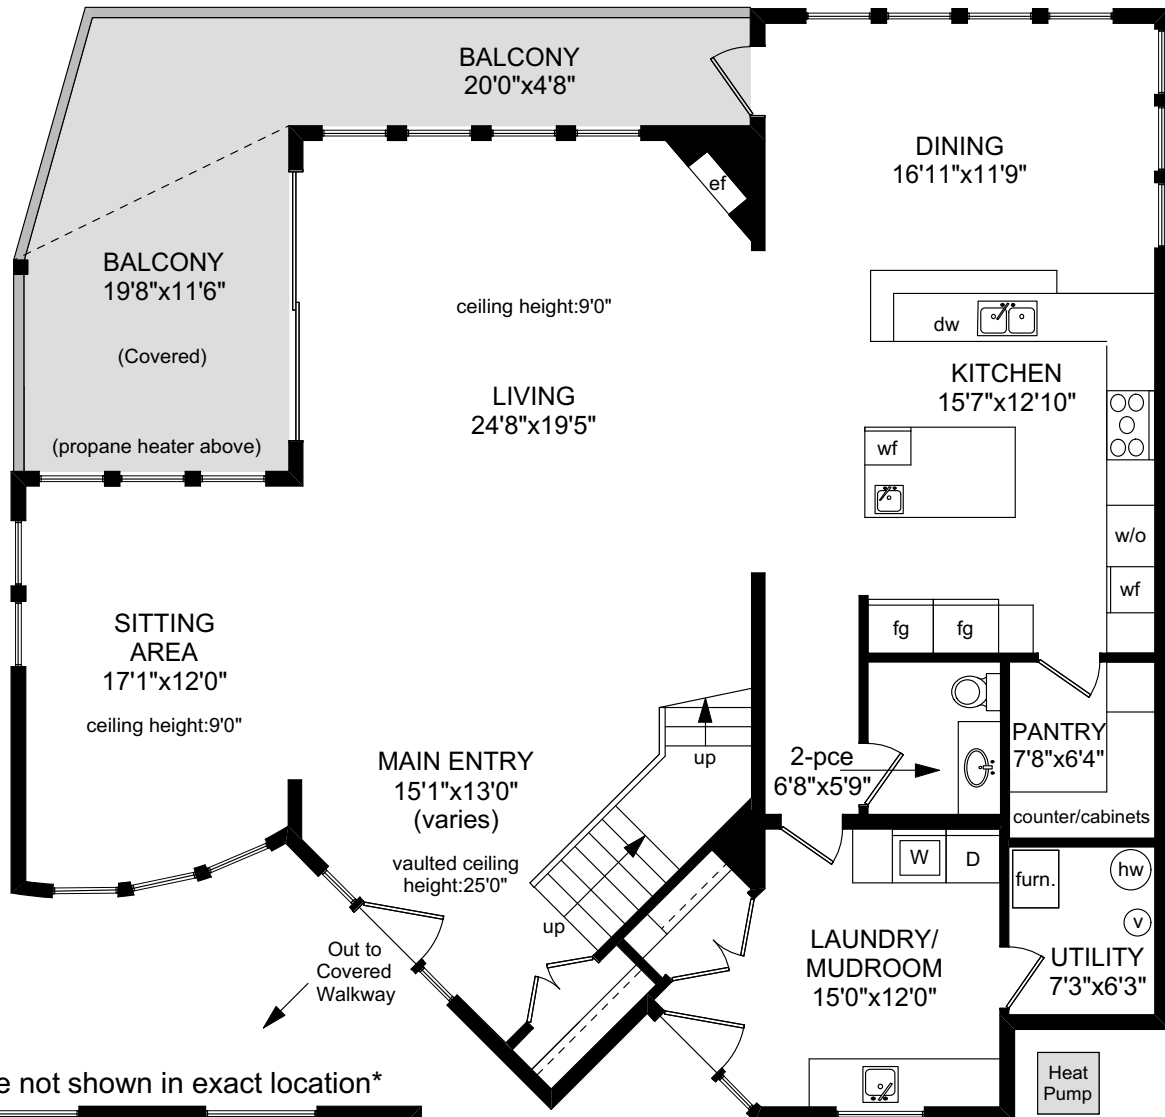 BALCONY
20'0"x4'8"
DINING
16'11"x11'9"
ef
BALCONY
19'8"x11'6"
(Covered)
(propane heater above)
ceiling height:9'0"
LIVING
24'8"x19'5"
dw
KITCHEN
15'7"x12'10"
wf
w/o
wf
fg
fg
SITTING
AREA
17'1"x12'0"
ceiling height:9'0"
MAIN ENTRY
15'1"x13'0"
(varies)
vaulted ceiling
height:25'0"
up
up
2-pce
6'8"x5'9"
PANTRY
7'8"x6'4"
counter/cabinets
W
D
furn.
hw
v
UTILITY
7'3"x6'3"
LAUNDRY/
MUDROOM
15'0"x12'0"
Out to
Covered
Walkway
Heat
Pump
not shown in exact location*